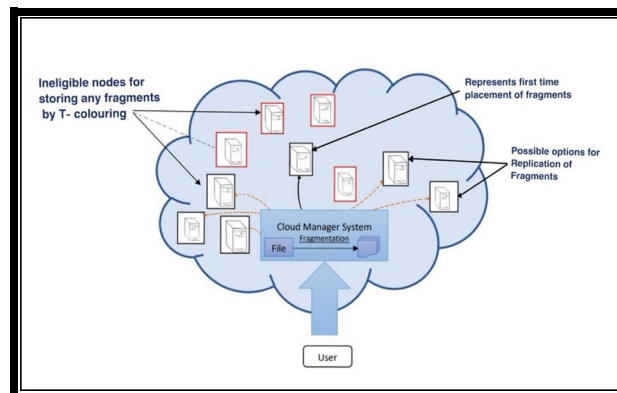 Ineligible nodes for
storing any fragments
by T- colouring
Represents first time
placement of fragments
Possible options for
Replication of
Fragments
Cloud Manager System
Fragmentation
File
User